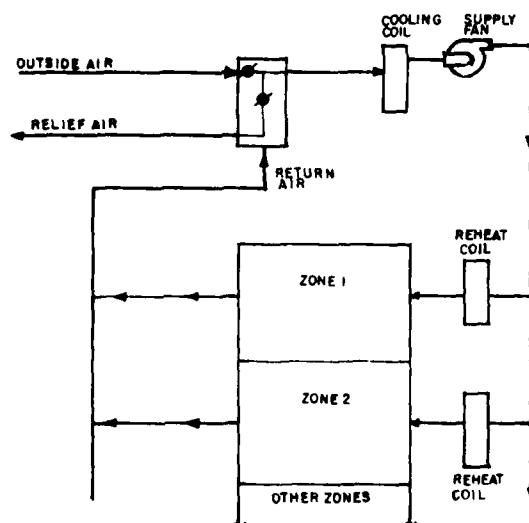 COOLING
COIL
SUPPLY
FAN
OUTSIDE AIR
RELIEF AIR
RETURN
AIR
REHEAT
COIL
ZONE 1
ZONE 2
REHEAT
COIL
OTHER ZONES